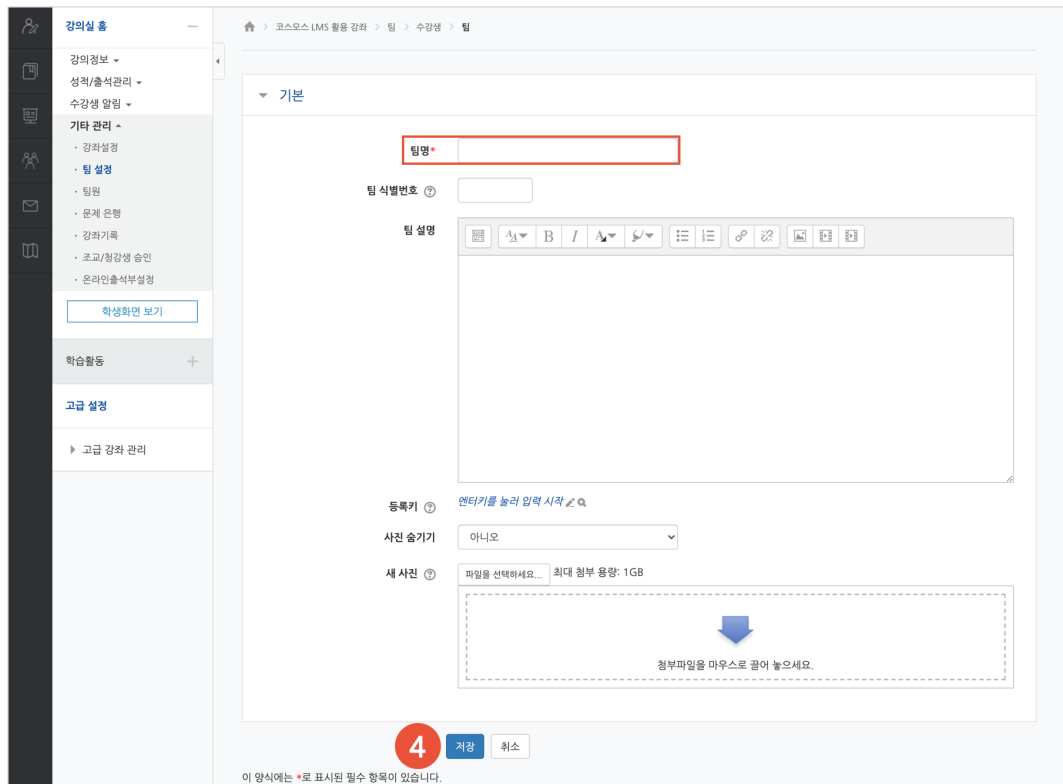 강의실 홈
코스모스 LMS 활용 강좌 > 팀 > 수강생 > 팀
강의정보
성적/출석관리
수강생 알림
기타 관리
· 강좌설정
· 팀 설정
· 팀원
· 문제 은행
· 강좌기록
· 조교/청강생 승인
· 온라인출석부설정
학생화면 보기
학습활동
고급 설정
고급 강좌 관리
기본
팀명*
팀 식별번호
팀 설명
등록키 엔터키를 눌러 입력 시작
사진 숨기기 아니오
새 사진 파일을 선택하세요... 최대 첨부 용량: 1GB
첨부파일을 마우스로 끌어 놓으세요.
4 저장 취소
이 양식에는 *로 표시된 필수 항목이 있습니다.